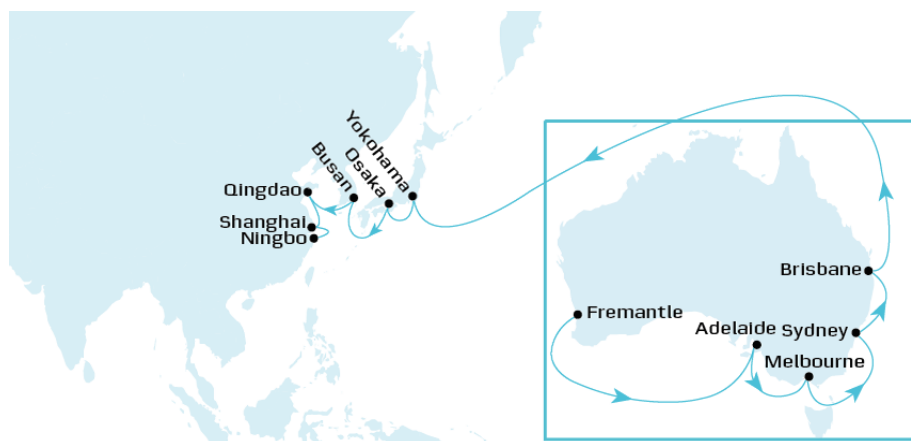 Yokohama
Osaka
Busan
Qingdao
Shanghai
Ningbo
Brisbane
Fremantle
Adelaide
Sydney
Melbourne